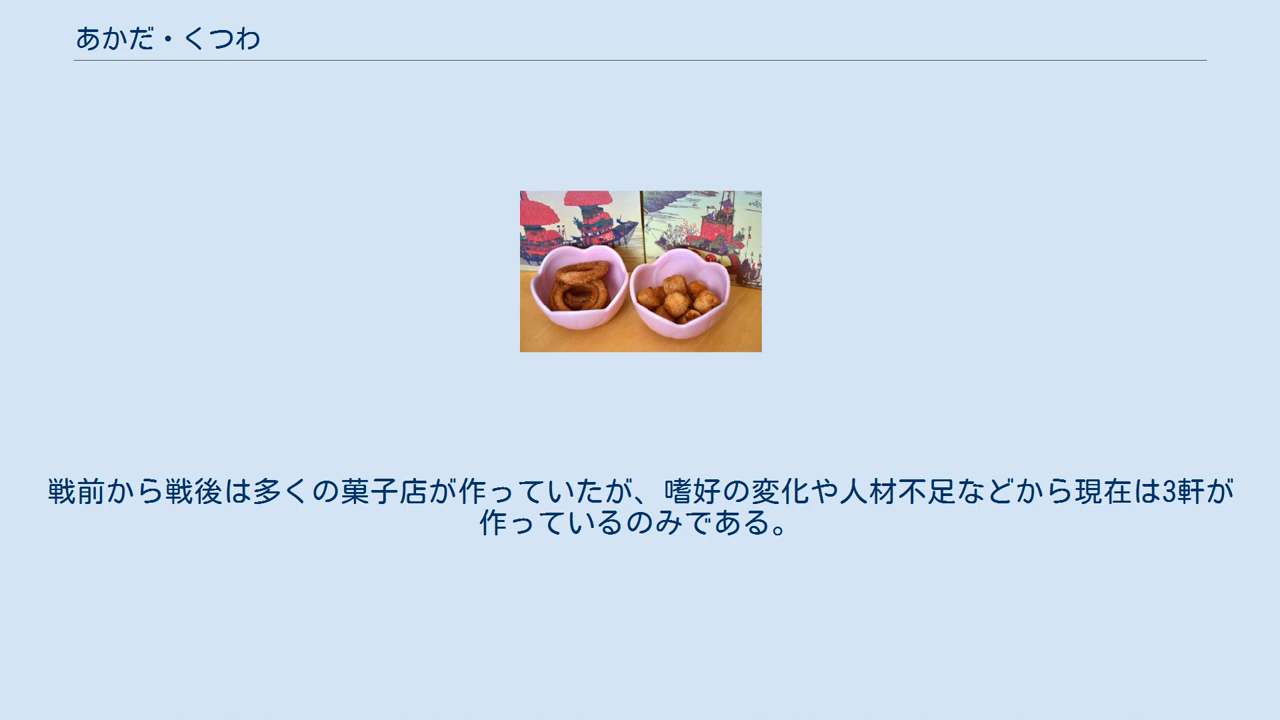 あかだ・くつわ
戦前から戦後は多くの菓子店が作っていたが、嗜好の変化や人材不足などから現在は3軒が
作っているのみである。